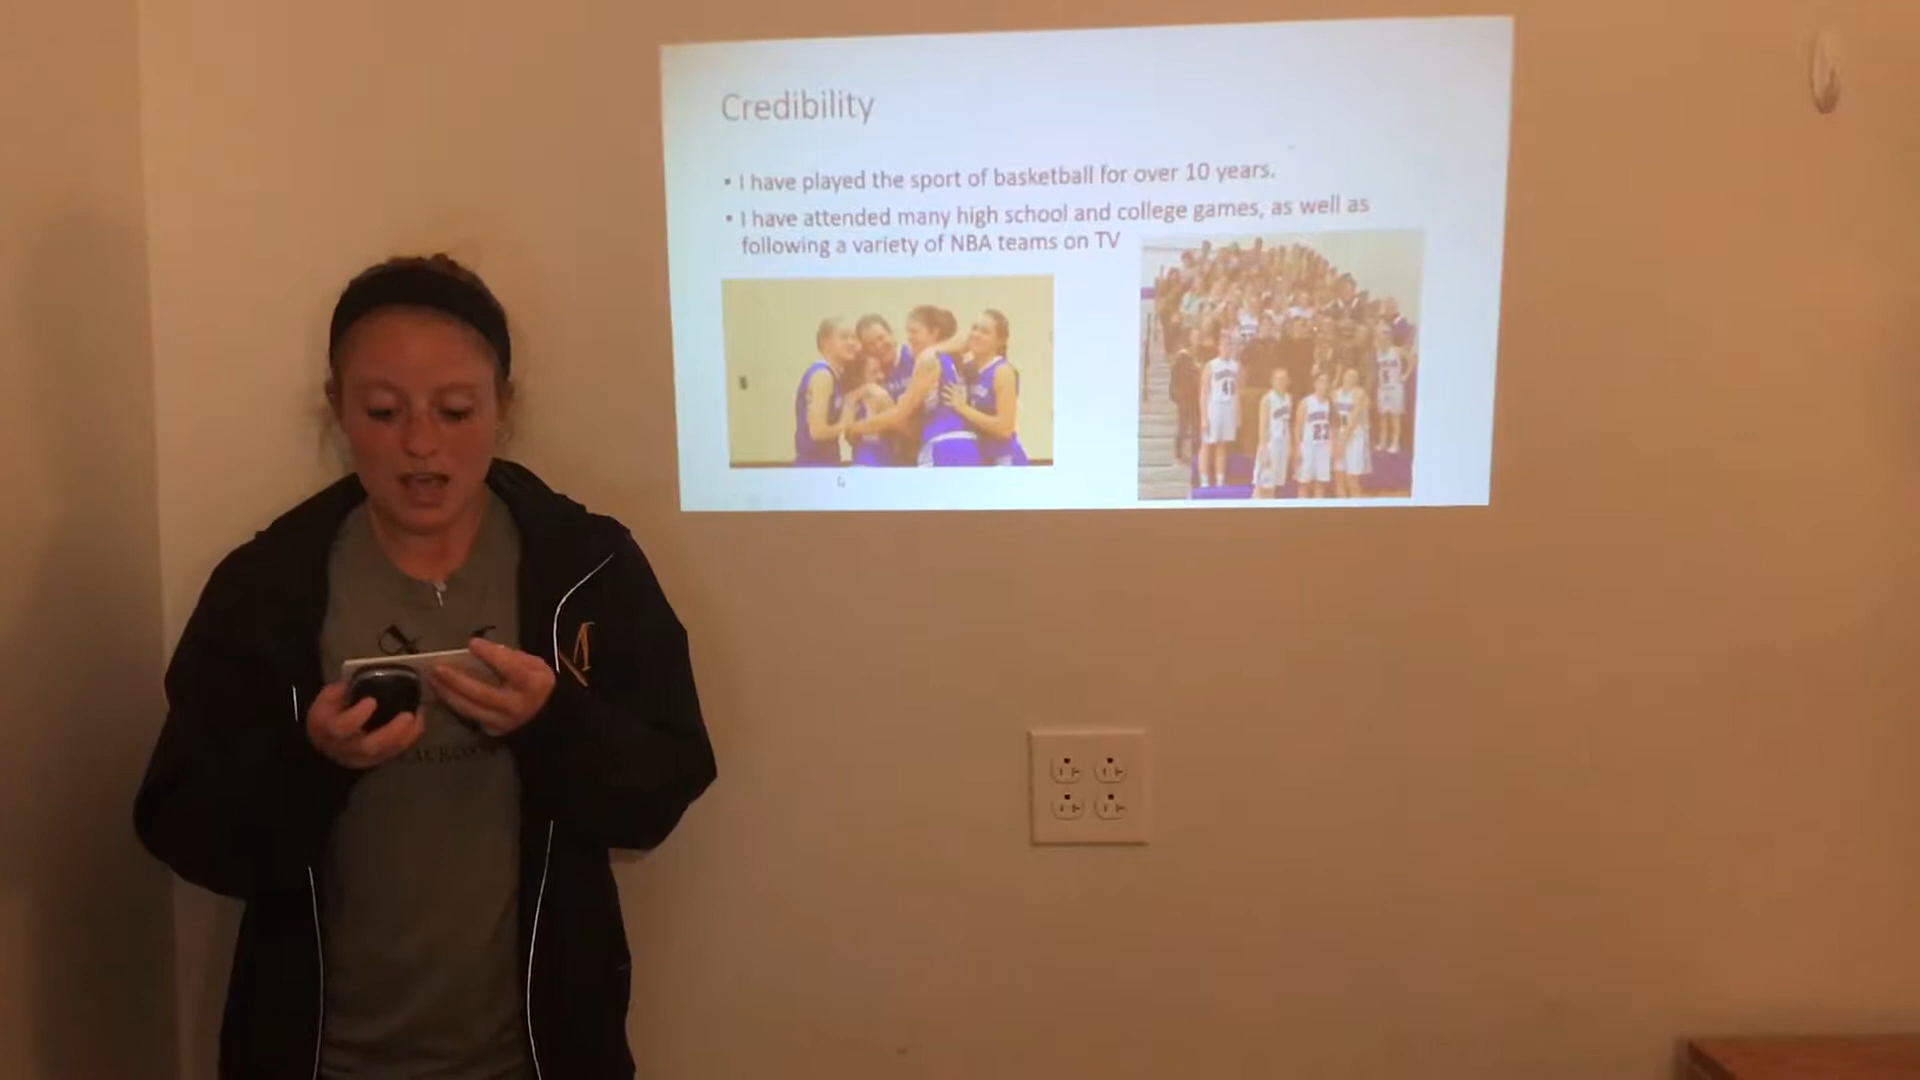 Credibility
▪ I have played the sport of basketball for over 10 years.
▪ I have attended many high school and college games, as well as
following a variety of NBA teams on TV
22
M